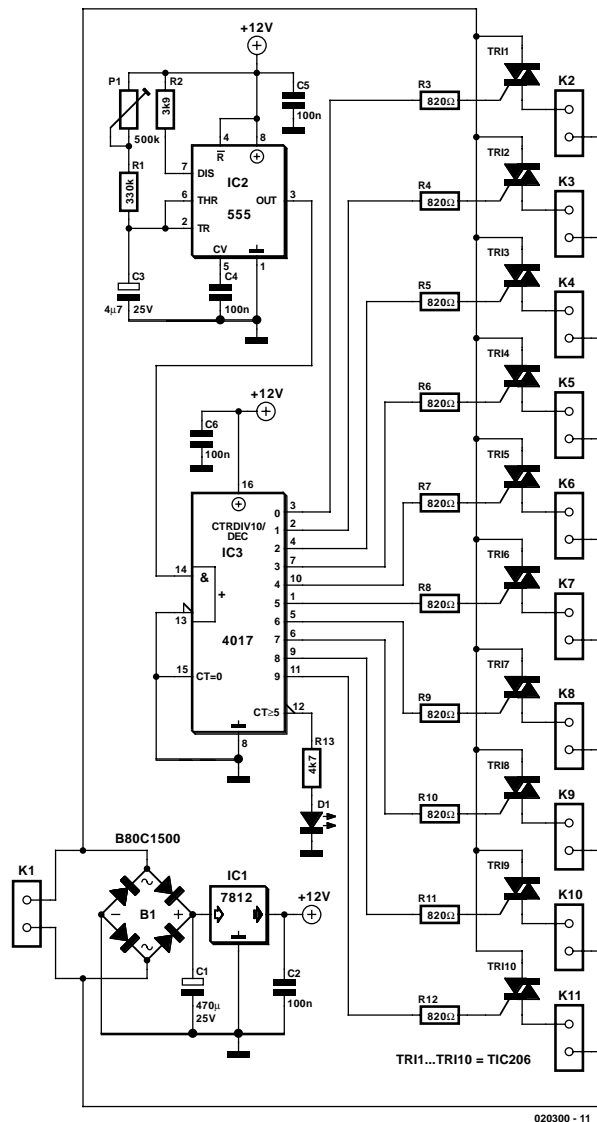 +12V
P1
500k
R2
3k9
C5
100n
R1
330k
4
R
8
7
DIS
IC2
6
THR
OUT
3
555
2
TR
CV
5
1
C3
4µ7
25V
C4
100n
+12V
C6
100n
16
CTRDIV10/
DEC
IC3
14
&
+
13
4017
15
CT=0
8
0
3
1
2
2
4
3
7
4
10
5
1
6
5
7
6
8
9
9
11
CT≥5
12
R13
4k7
D1
B80C1500
K1
~
−
B1
+
~
IC1
7812
+12V
C1
470µ
25V
C2
100n
R3
820Ω
TRI1
K2
R4
820Ω
TRI2
K3
R5
820Ω
TRI3
K4
R6
820Ω
TRI4
K5
R7
820Ω
TRI5
K6
R8
820Ω
TRI6
K7
R9
820Ω
TRI7
K8
R10
820Ω
TRI8
K9
R11
820Ω
TRI9
K10
R12
820Ω
TRI10
K11
TRI1...TRI10 = TIC206
020300 - 11